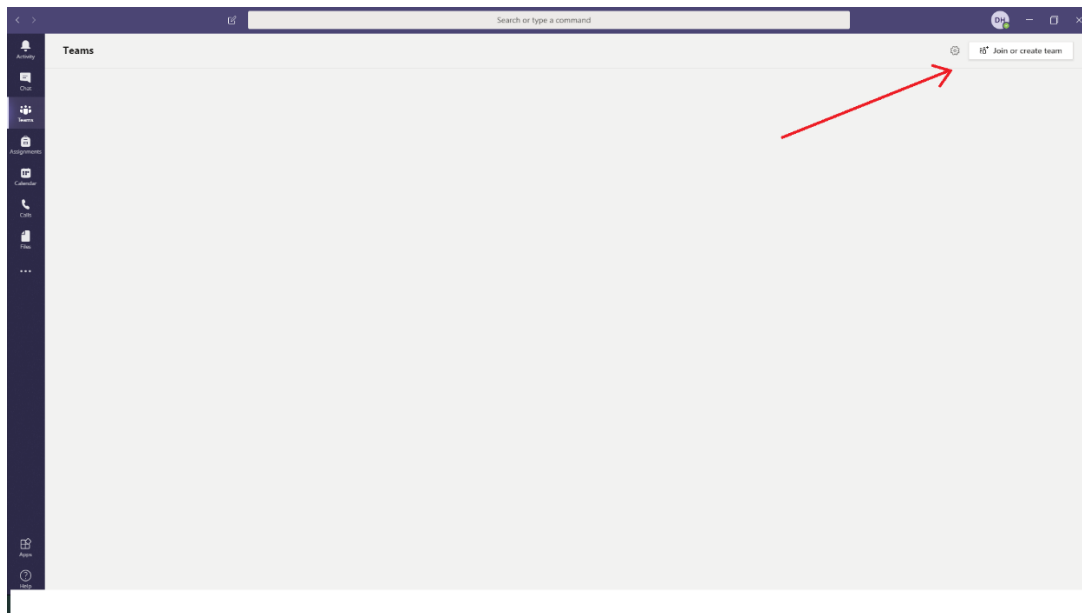 Search or type a command
DH
Activity
Teams
Join or create team
Chat
Teams
Assignments
Calendar
Calls
Files
Apps
Help